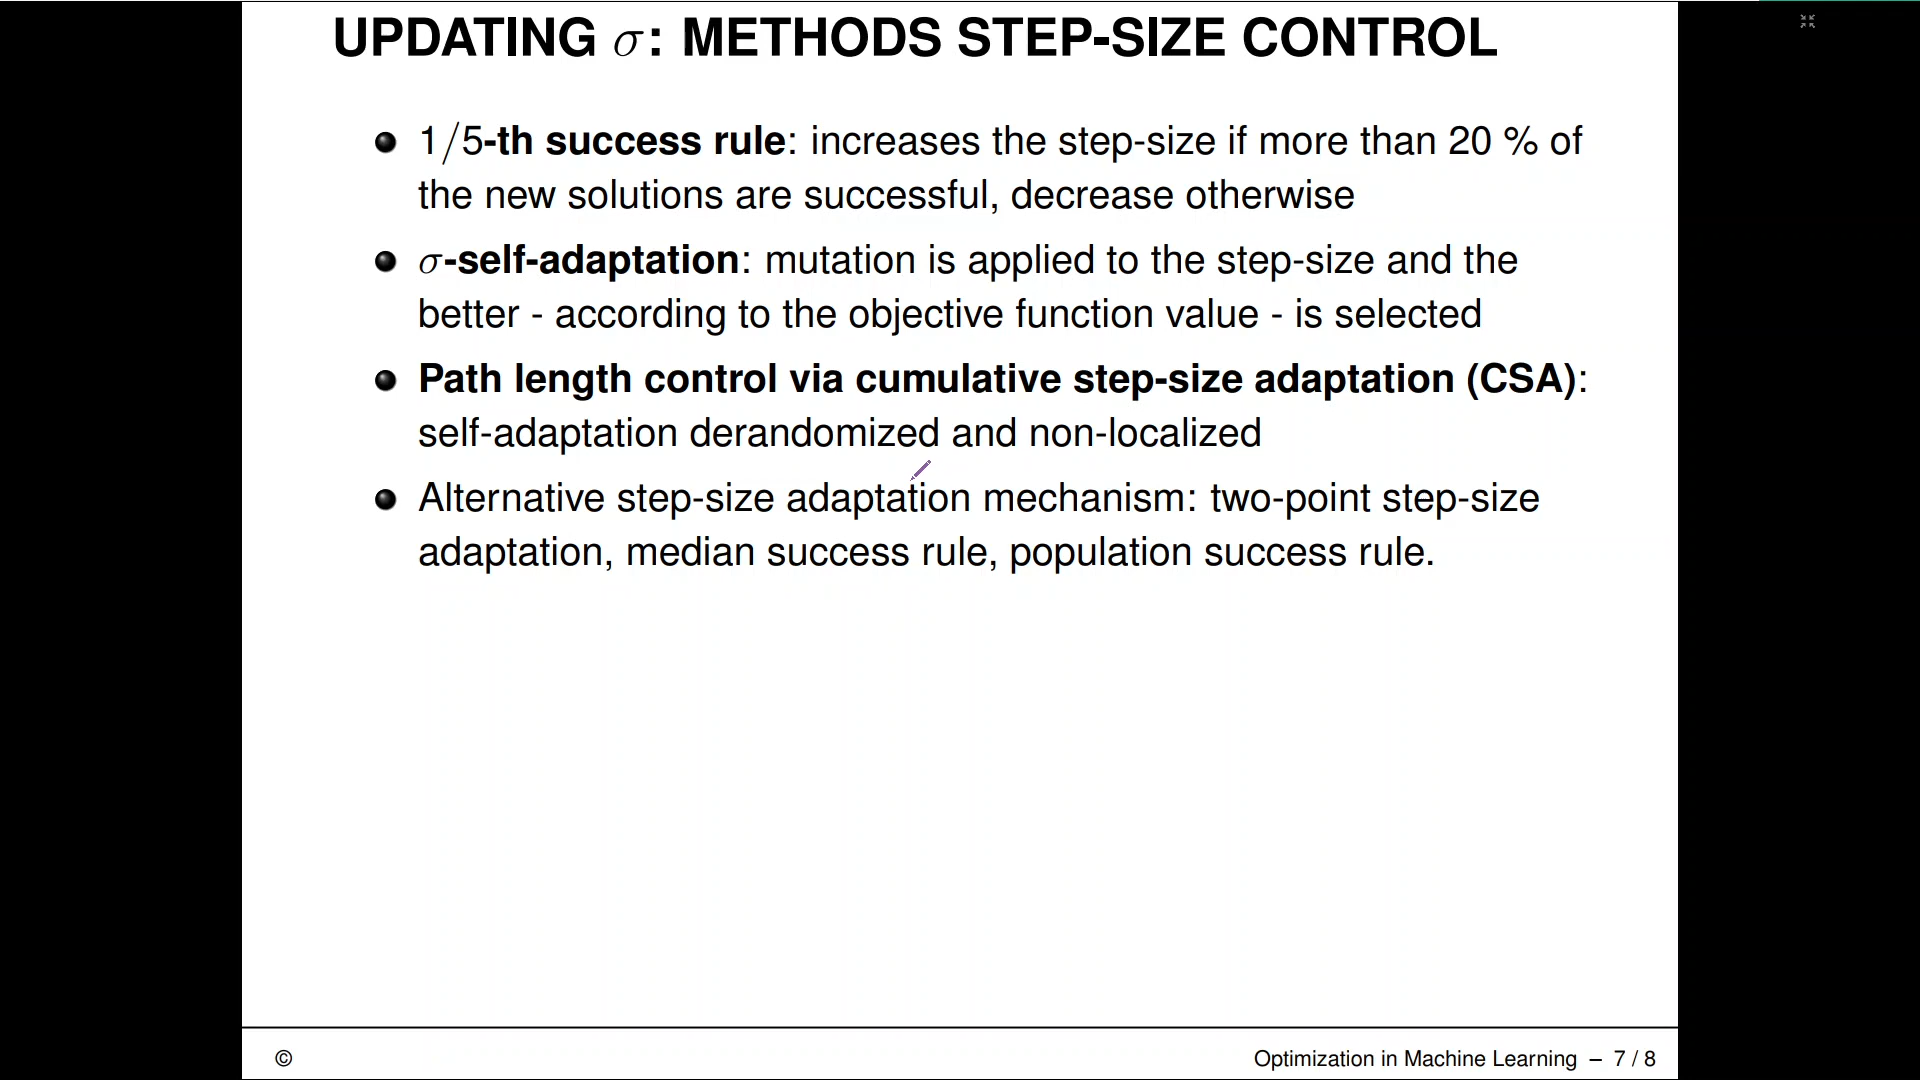 UPDATING σ: METHODS STEP-SIZE CONTROL
1/5-th success rule: increases the step-size if more than 20 % of
the new solutions are successful, decrease otherwise
σ-self-adaptation: mutation is applied to the step-size and the
better - according to the objective function value - is selected
Path length control via cumulative step-size adaptation (CSA):
self-adaptation derandomized and non-localized
Alternative step-size adaptation mechanism: two-point step-size
adaptation, median success rule, population success rule.
© Optimization in Machine Learning – 7 / 8